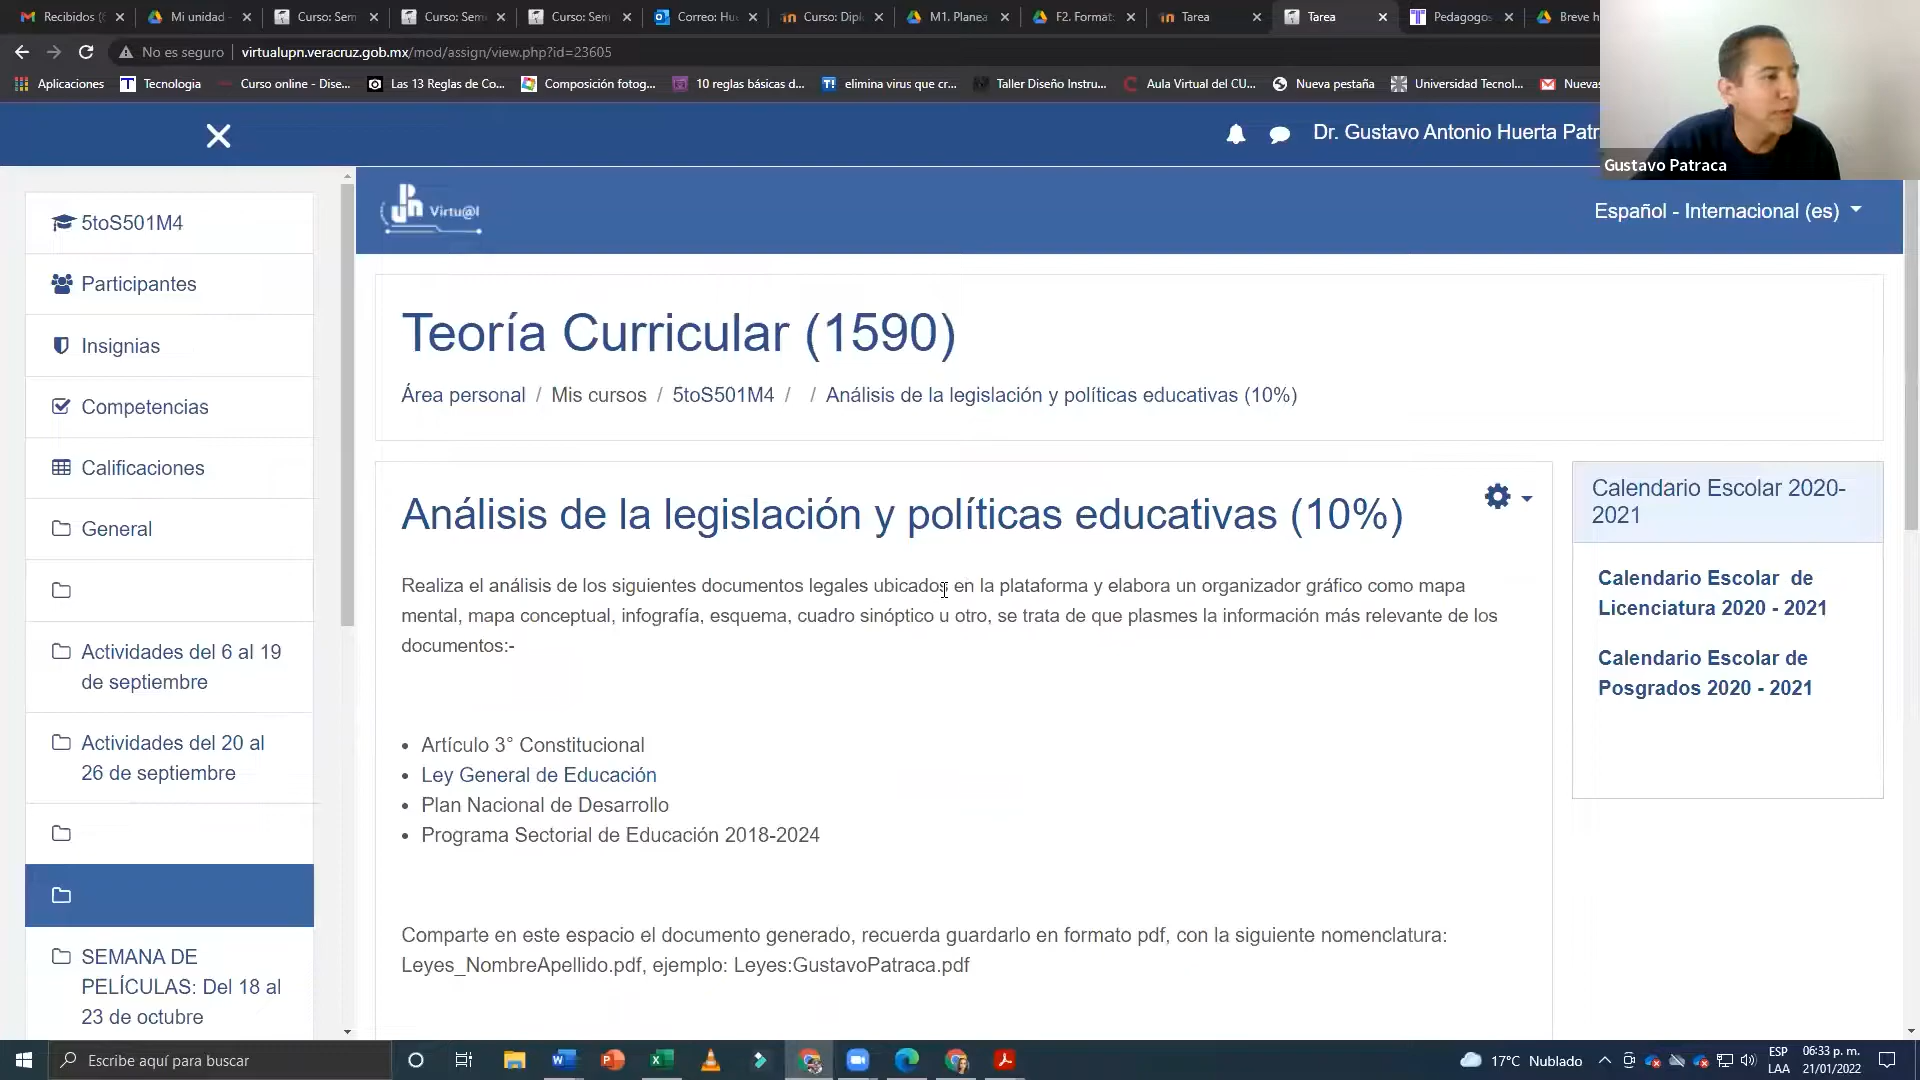 Recibidos (
Mi unidad -
Curso: Sem
Curso: Sem
Curso: Sem
Correo: Hu
Curso: Dipl
M1. Planea
F2. Format
Tarea
Tarea
Pedagogos
Breve h
No es seguro
virtualupn.veracruz.gob.mx/mod/assign/view.php?id=23605
Aplicaciones
Tecnologia
Curso online - Dise...
Las 13 Reglas de Co...
Composición fotog...
10 reglas básicas d...
elimina virus que cr...
Taller Diseño Instru...
Aula Virtual del CU...
Nueva pestaña
Universidad Tecnol...
Nuevas
Dr. Gustavo Antonio Huerta Patr
Gustavo Patraca
Virtu@l
Español - Internacional (es)
5toS501M4
Participantes
Insignias
Competencias
Calificaciones
General
Actividades del 6 al 19
de septiembre
Actividades del 20 al
26 de septiembre
SEMANA DE
PELÍCULAS: Del 18 al
23 de octubre
Teoría Curricular (1590)
Área personal / Mis cursos / 5toS501M4 / / Análisis de la legislación y políticas educativas (10%)
Análisis de la legislación y políticas educativas (10%)
Realiza el análisis de los siguientes documentos legales ubicados en la plataforma y elabora un organizador gráfico como mapa
mental, mapa conceptual, infografía, esquema, cuadro sinóptico u otro, se trata de que plasmes la información más relevante de los
documentos:-
• Artículo 3° Constitucional
• Ley General de Educación
• Plan Nacional de Desarrollo
• Programa Sectorial de Educación 2018-2024
Comparte en este espacio el documento generado, recuerda guardarlo en formato pdf, con la siguiente nomenclatura:
Leyes_NombreApellido.pdf, ejemplo: Leyes:GustavoPatraca.pdf
Calendario Escolar 2020-
2021
Calendario Escolar de
Licenciatura 2020 - 2021
Calendario Escolar de
Posgrados 2020 - 2021
Escribe aquí para buscar
17°C Nublado
ESP
LAA
06:33 p. m.
21/01/2022